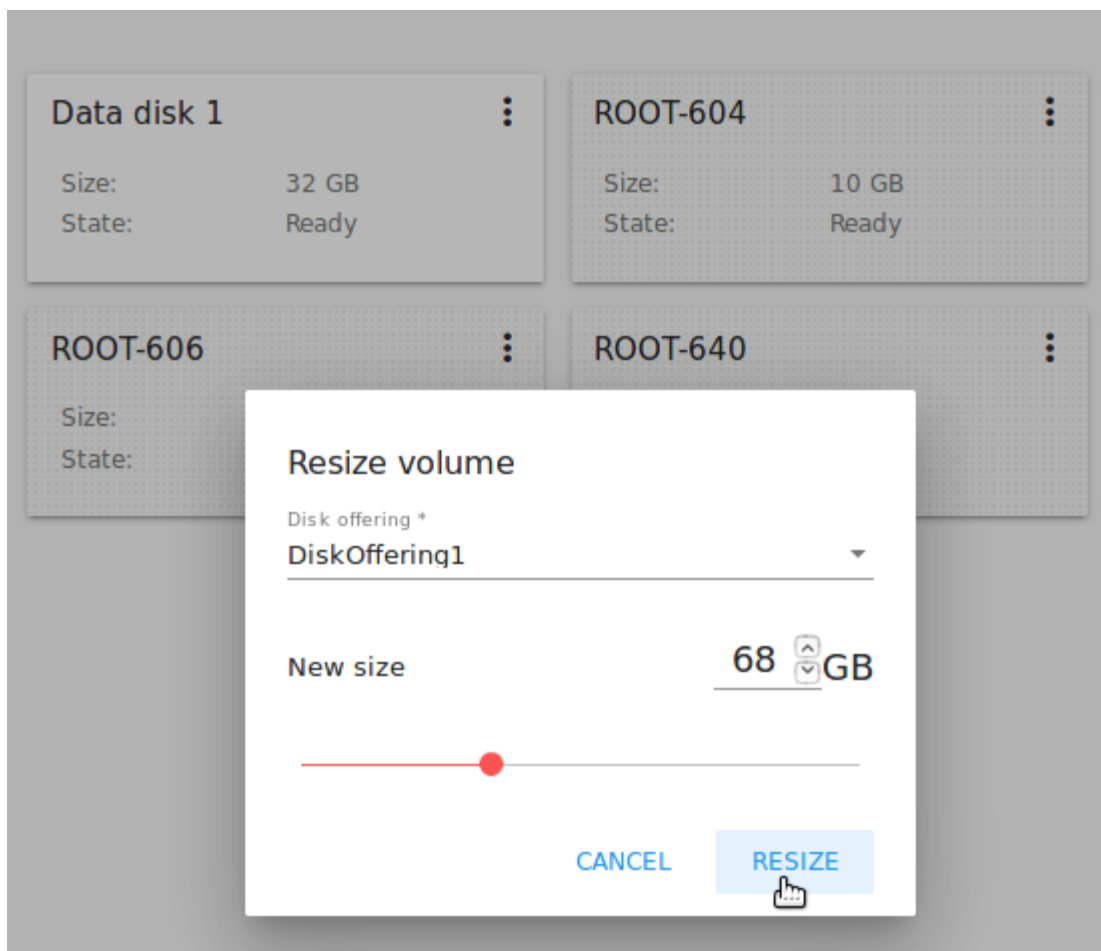 Data disk 1
Size: 32 GB
State: Ready
ROOT-604
Size: 10 GB
State: Ready
ROOT-606
Size:
State:
ROOT-640
Resize volume
Disk offering *
DiskOffering1
New size 68 GB
CANCEL RESIZE